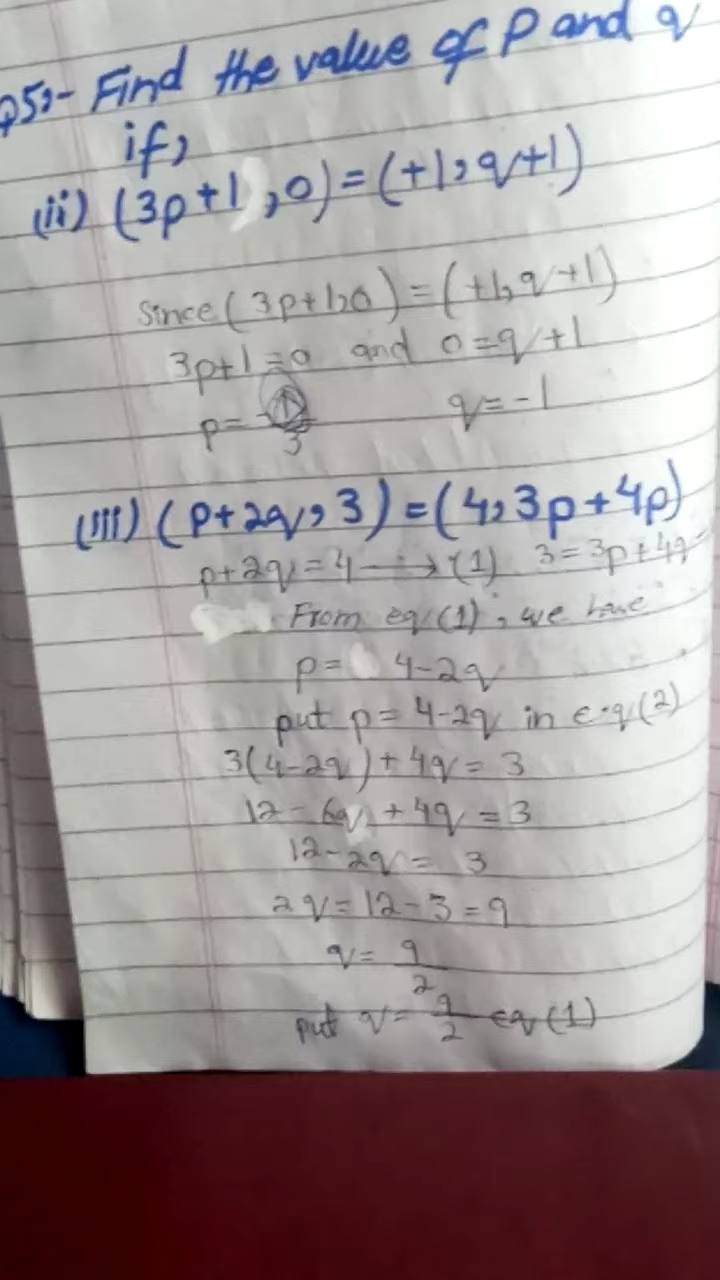 Q5:- Find the value of P and q
if,
(ii) (3p+1, 0) = (+1, q+1)
Since (3p+1, 0) = (+1, q+1)
3p+1=0 and 0=q+1
p= - 3 q=-1
(iii) (P+2q, 3) = (4, 3p+4p)
p+2q=4 → (1) 3=3p+4q
From eq (1), we have
p= 4-2q
put p= 4-2q in e.q(2)
3(4-2q)+4q= 3
12- 6q +4q = 3
12-2q= 3
2q= 12-3=9
q= 9
2
put q= 9/2 eq (1)